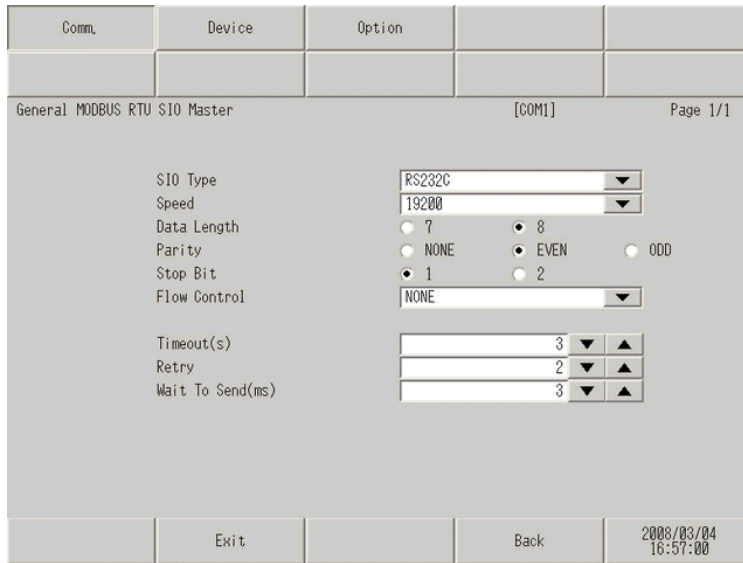 Comm. Device Option
General MODBUS RTU SIO Master [COM1] Page 1/1
SIO Type RS232C
Speed 19200
Data Length 7 8
Parity NONE EVEN ODD
Stop Bit 1 2
Flow Control NONE
Timeout(s) 3
Retry 2
Wait To Send(ms) 3
Exit Back 2008/03/04
16:57:00